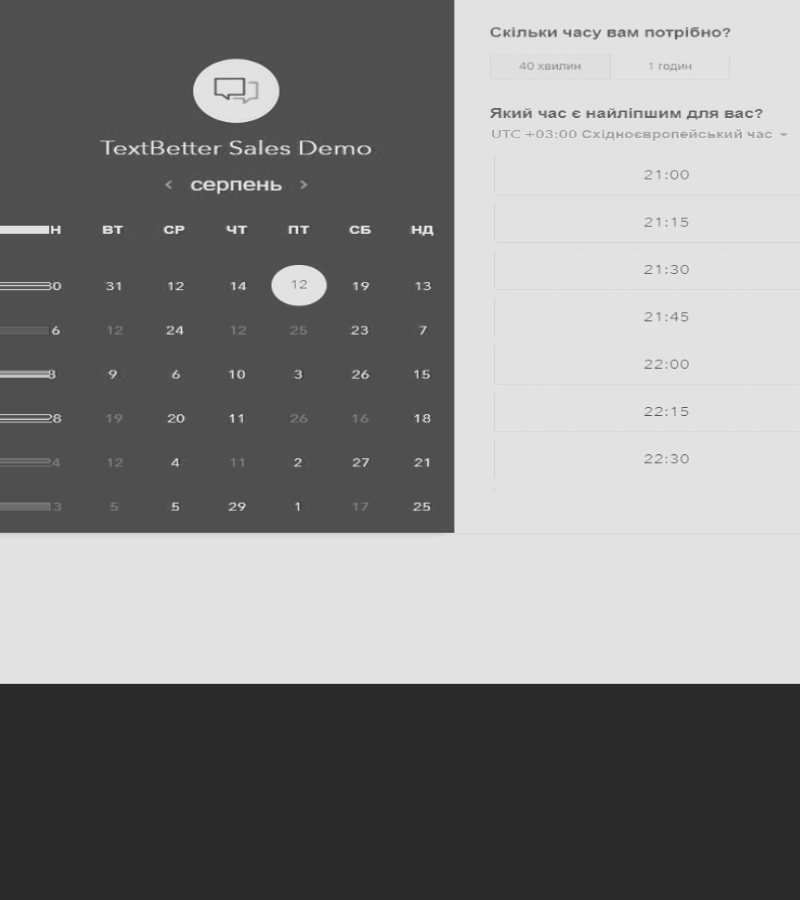 TextBetter Sales Demo
< серпень >
Н ВТ СР ЧТ ПТ СБ НД
0 31 12 14 12 19 13
6 12 24 12 25 23 7
8 9 6 10 3 26 15
8 19 20 11 26 16 18
4 12 4 11 2 27 21
3 5 5 29 1 17 25
Скільки часу вам потрібно?
40 хвилин 1 годин
Який час є найліпшим для вас?
UTC +03:00 Східноєвропейський час
21:00
21:15
21:30
21:45
22:00
22:15
22:30